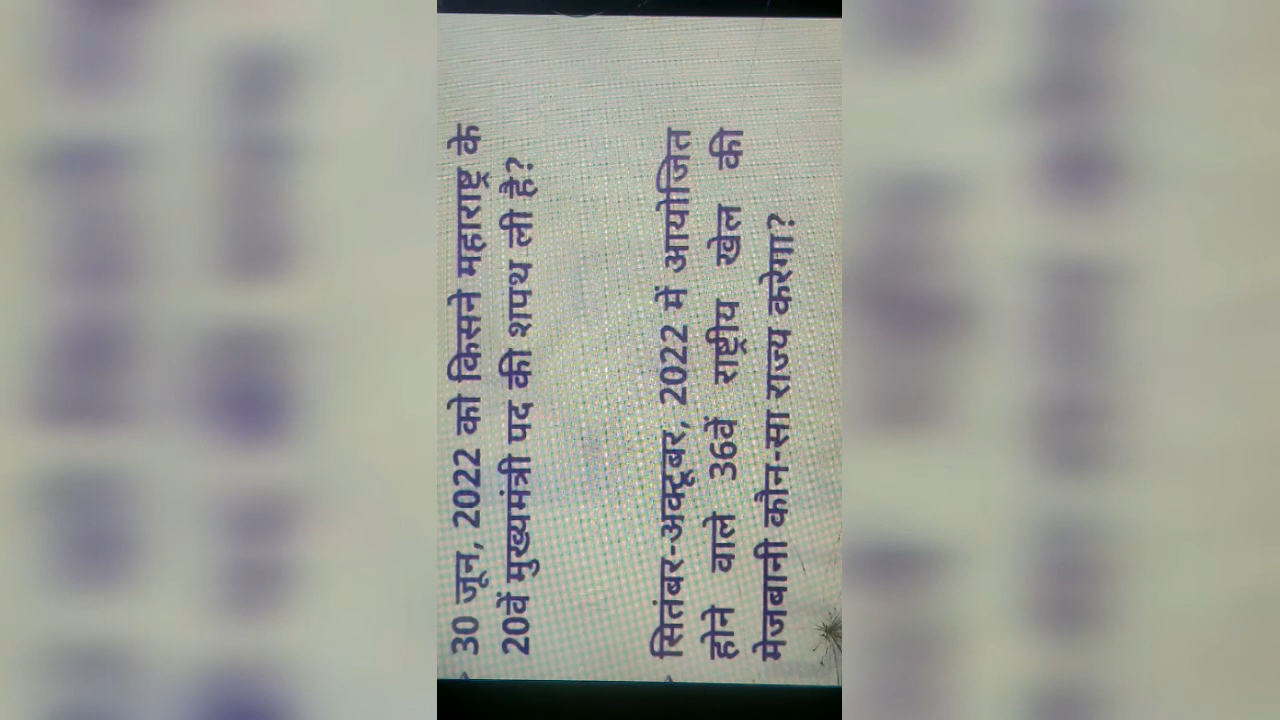 30 जून, 2022 को किसने महाराष्ट्र के
20वें मुख्यमंत्री पद की शपथ ली है?
सितंबर-अक्टूबर, 2022 में आयोजित
होने वाले 36वें राष्ट्रीय खेल की
मेजबानी कौन-सा राज्य करेगा?